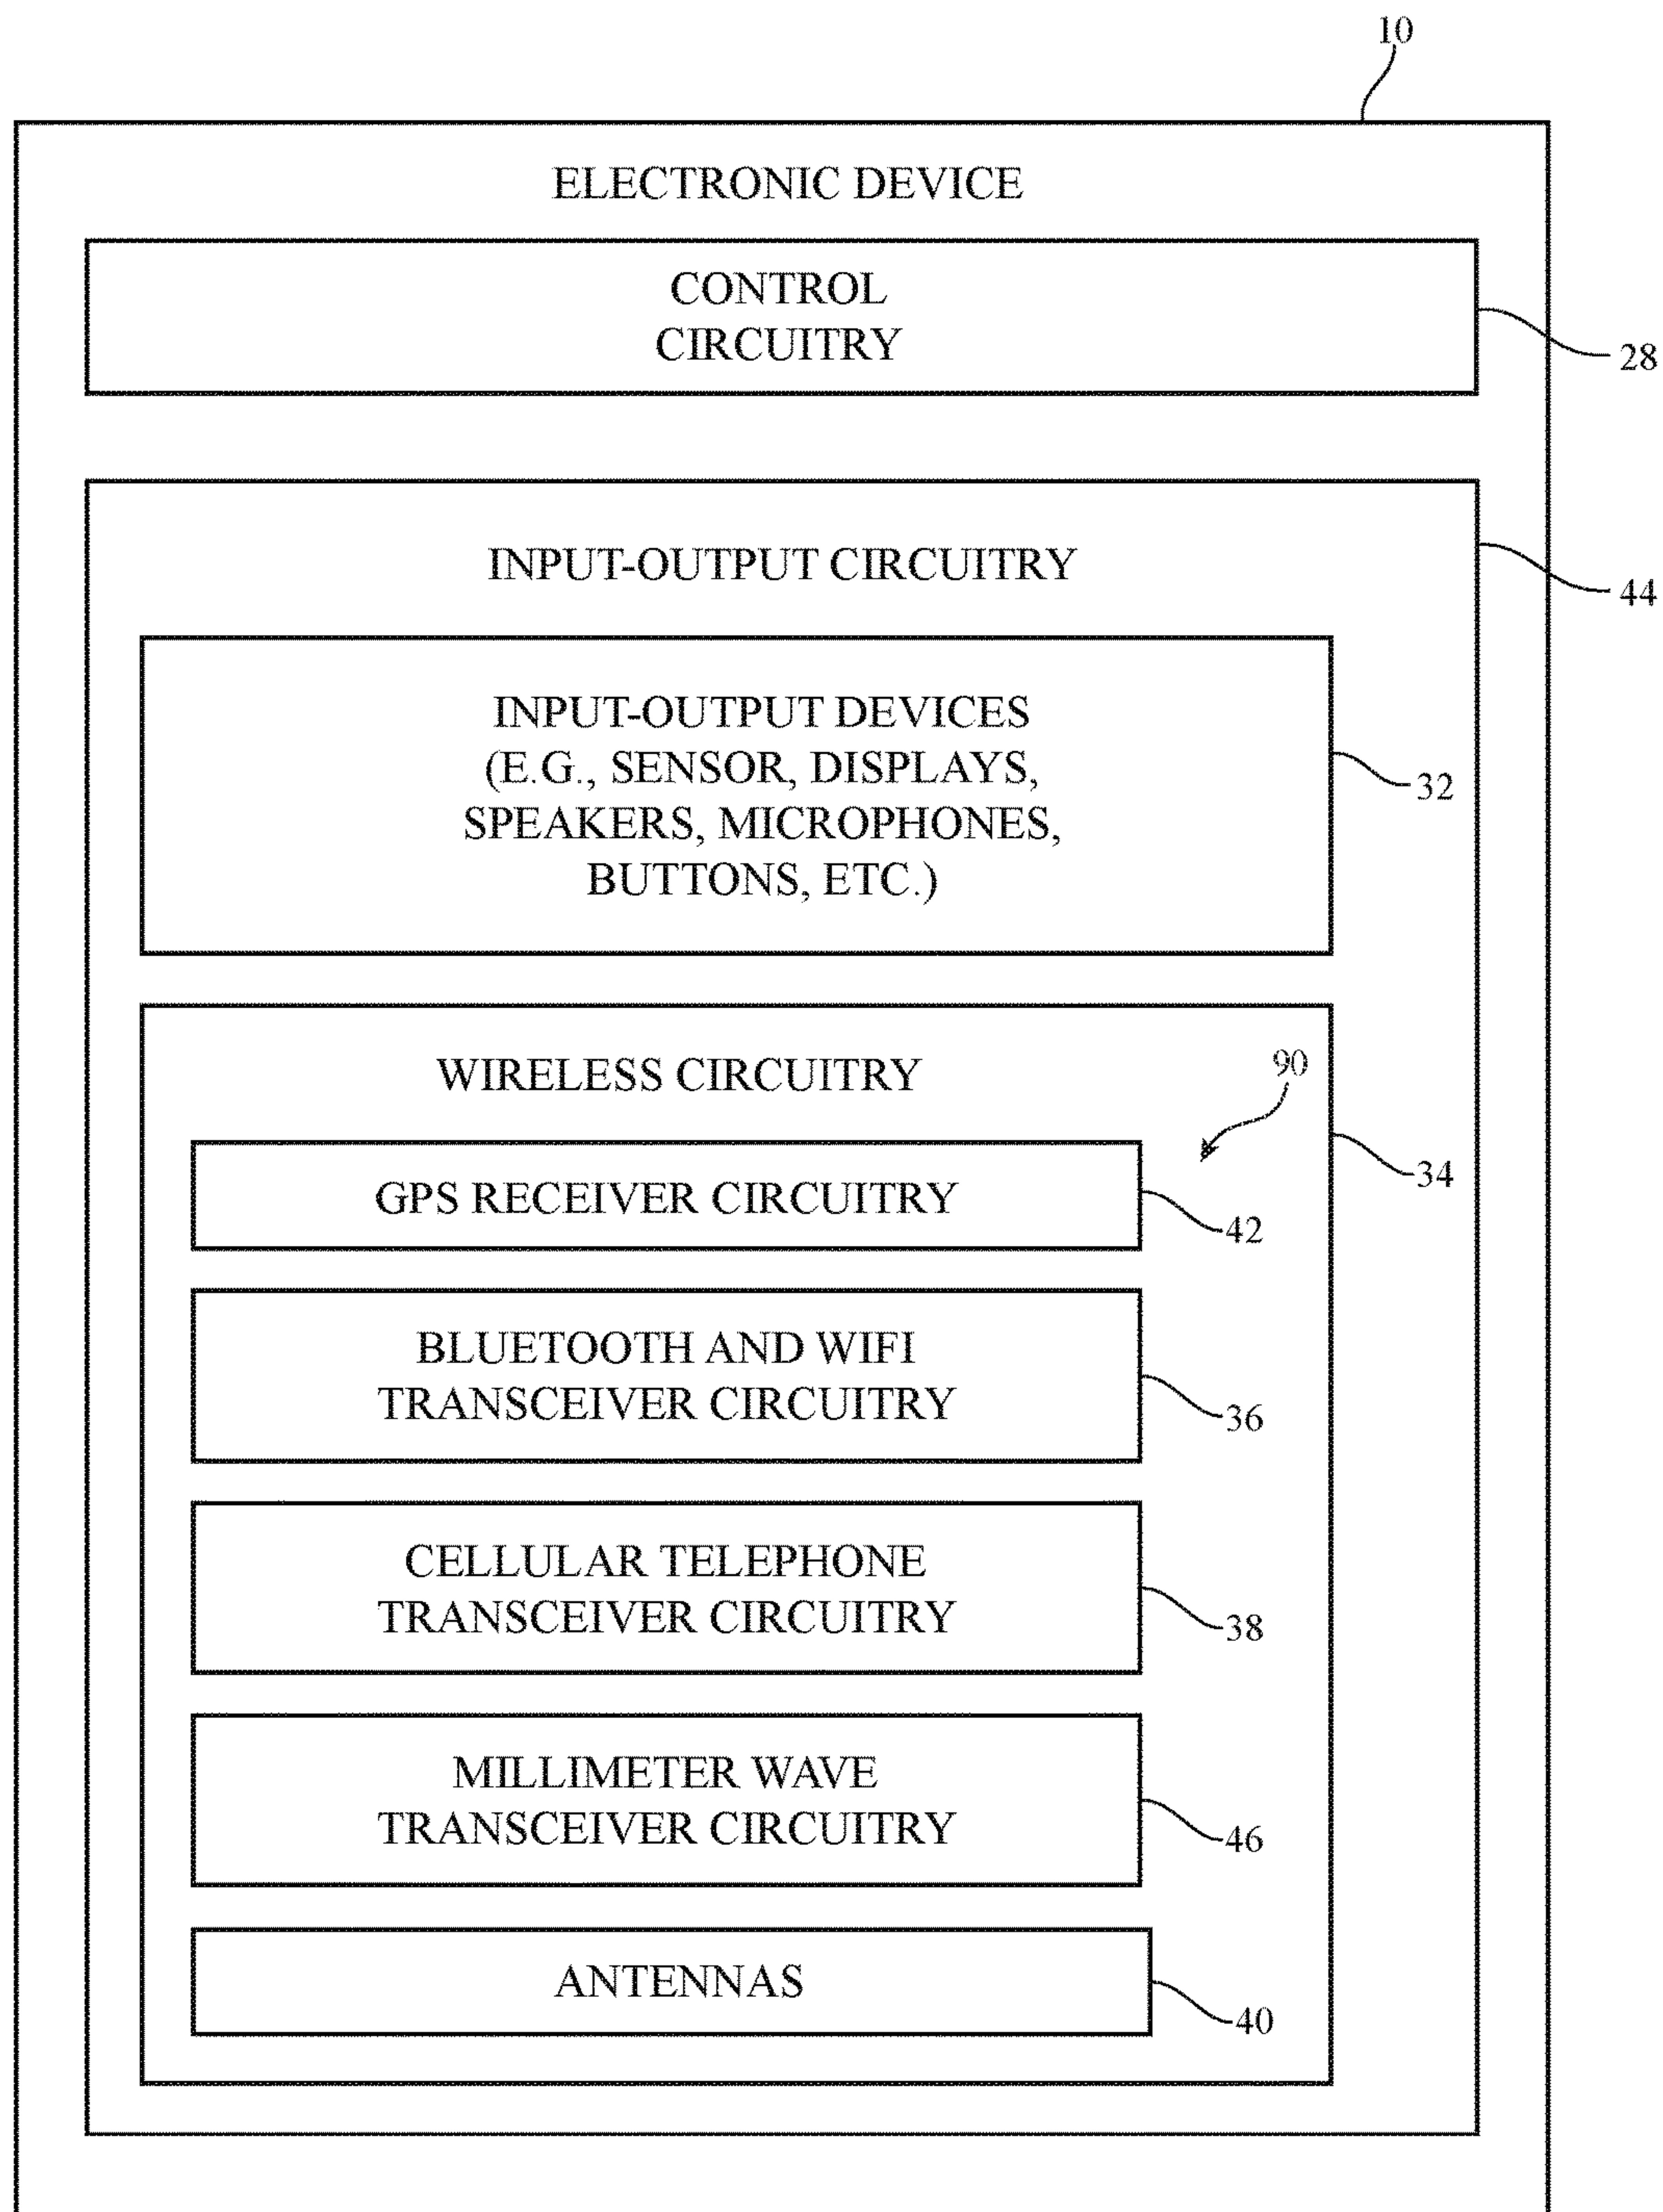 10
ELECTRONIC DEVICE
CONTROL
CIRCUITRY
28
INPUT-OUTPUT CIRCUITRY
44
INPUT-OUTPUT DEVICES
(E.G., SENSOR, DISPLAYS,
SPEAKERS, MICROPHONES,
BUTTONS, ETC.)
32
WIRELESS CIRCUITRY
90
34
GPS RECEIVER CIRCUITRY
42
BLUETOOTH AND WIFI
TRANSCEIVER CIRCUITRY
36
CELLULAR TELEPHONE
TRANSCEIVER CIRCUITRY
38
MILLIMETER WAVE
TRANSCEIVER CIRCUITRY
46
ANTENNAS
40